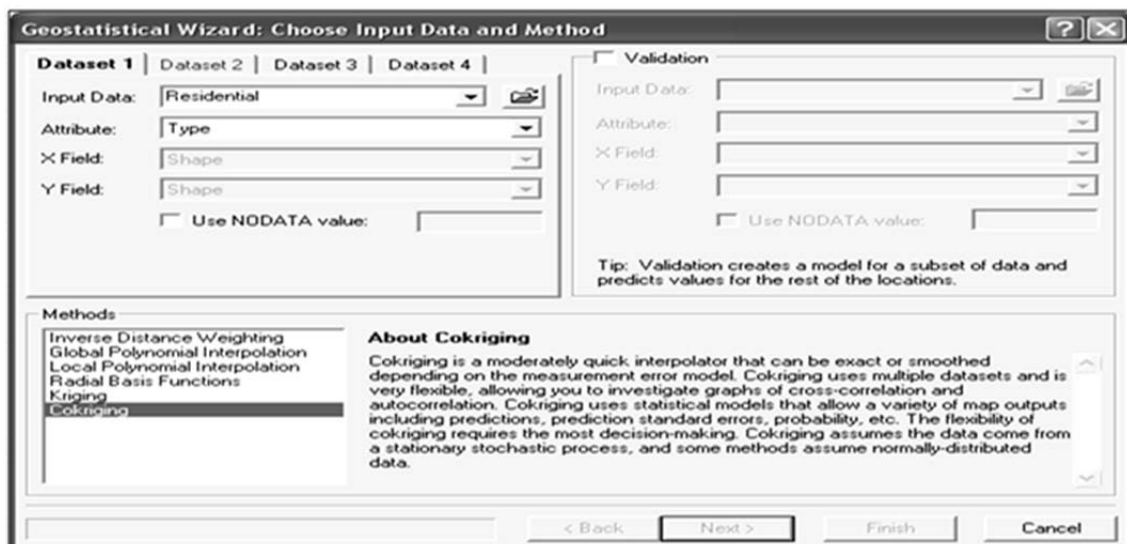 Geostatistical Wizard: Choose Input Data and Method
Dataset 1 Dataset 2 Dataset 3 Dataset 4
Input Data: Residential
Attribute: Type
X Field: Shape
Y Field: Shape
Use NODATA value:
Validation
Input Data:
Attribute:
X Field:
Y Field:
Use NODATA value:
Tip: Validation creates a model for a subset of data and
predicts values for the rest of the locations.
Methods
Inverse Distance Weighting
Global Polynomial Interpolation
Local Polynomial Interpolation
Radial Basis Functions
Kriging
Cokriging
About Cokriging
Cokriging is a moderately quick interpolator that can be exact or smoothed
depending on the measurement error model. Cokriging uses multiple datasets and is
very flexible, allowing you to investigate graphs of cross-correlation and
autocorrelation. Cokriging uses statistical models that allow a variety of map outputs
including predictions, prediction standard errors, probability, etc. The flexibility of
cokriging requires the most decision-making. Cokriging assumes the data come from
a stationary stochastic process, and some methods assume normally-distributed
data.
< Back Next > Finish Cancel